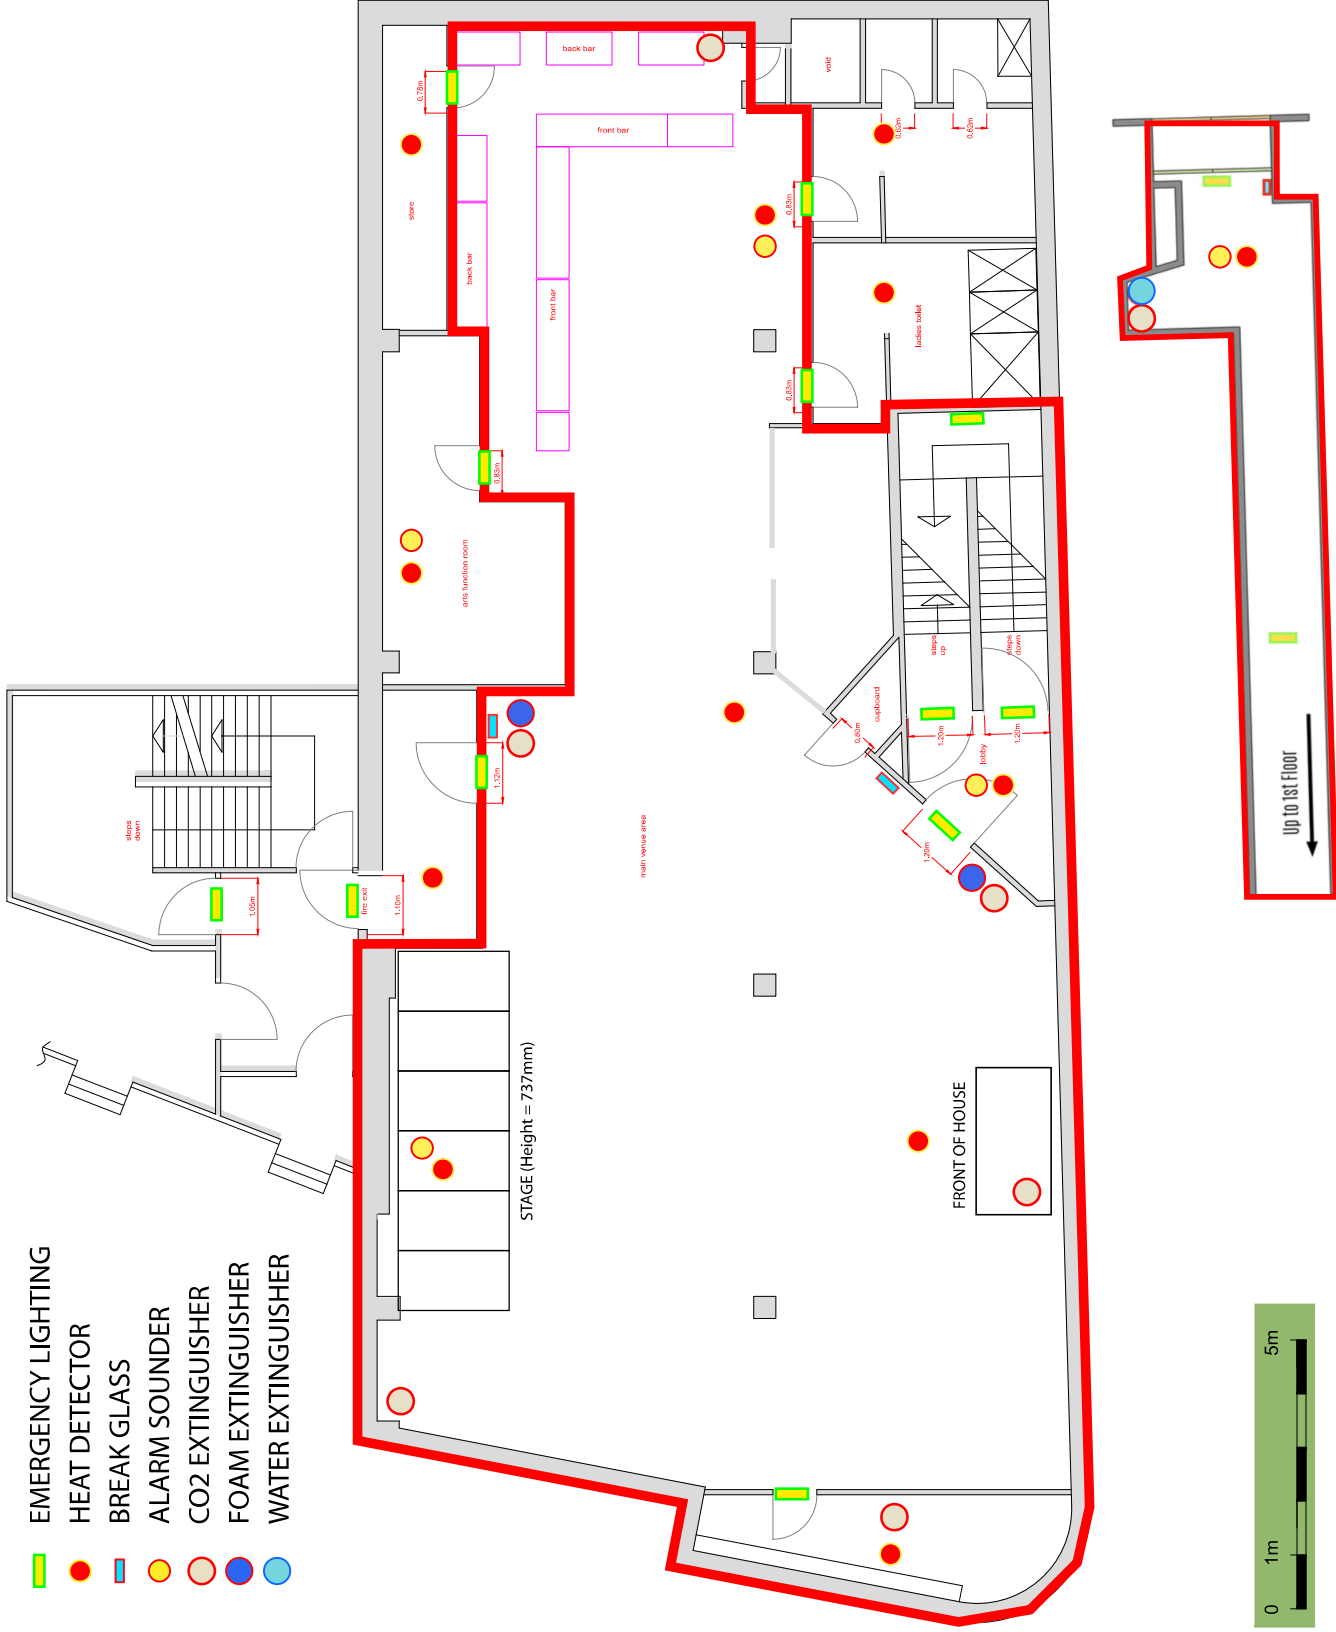 EMERGENCY LIGHTING
HEAT DETECTOR
BREAK GLASS
ALARM SOUNDER
CO2 EXTINGUISHER
FOAM EXTINGUISHER
WATER EXTINGUISHER
steps
down
1.05m
fire exit
1.10m
store
0.78m
back bar
back bar
front bar
front bar
arts function room
0.83m
1.12m
STAGE (Height = 737mm)
main venue area
void
0.62m
0.62m
0.83m
0.83m
ladies toilet
steps
up
steps
down
cupboard
0.80m
1.20m
1.20m
lobby
1.20m
FRONT OF HOUSE
Up to 1st Floor
0
1m
5m